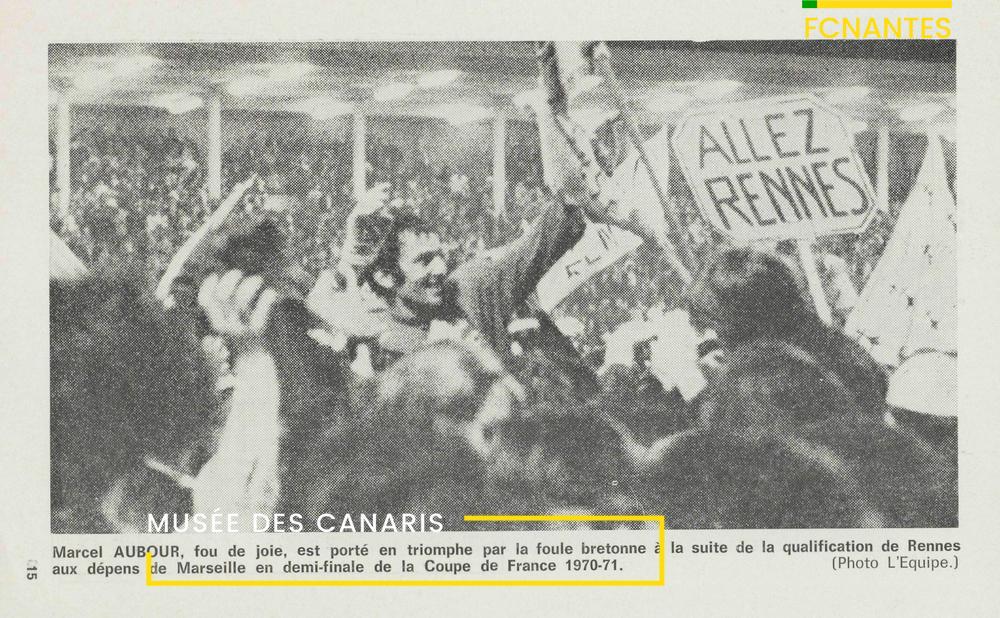 FCNANTES
ALLEZ
RENNES
MUSÉE DES CANARIS
Marcel AUBOUR, fou de joie, est porté en triomphe par la foule bretonne à la suite de la qualification de Rennes
aux dépens de Marseille en demi-finale de la Coupe de France 1970-71. (Photo L'Equipe.)
15